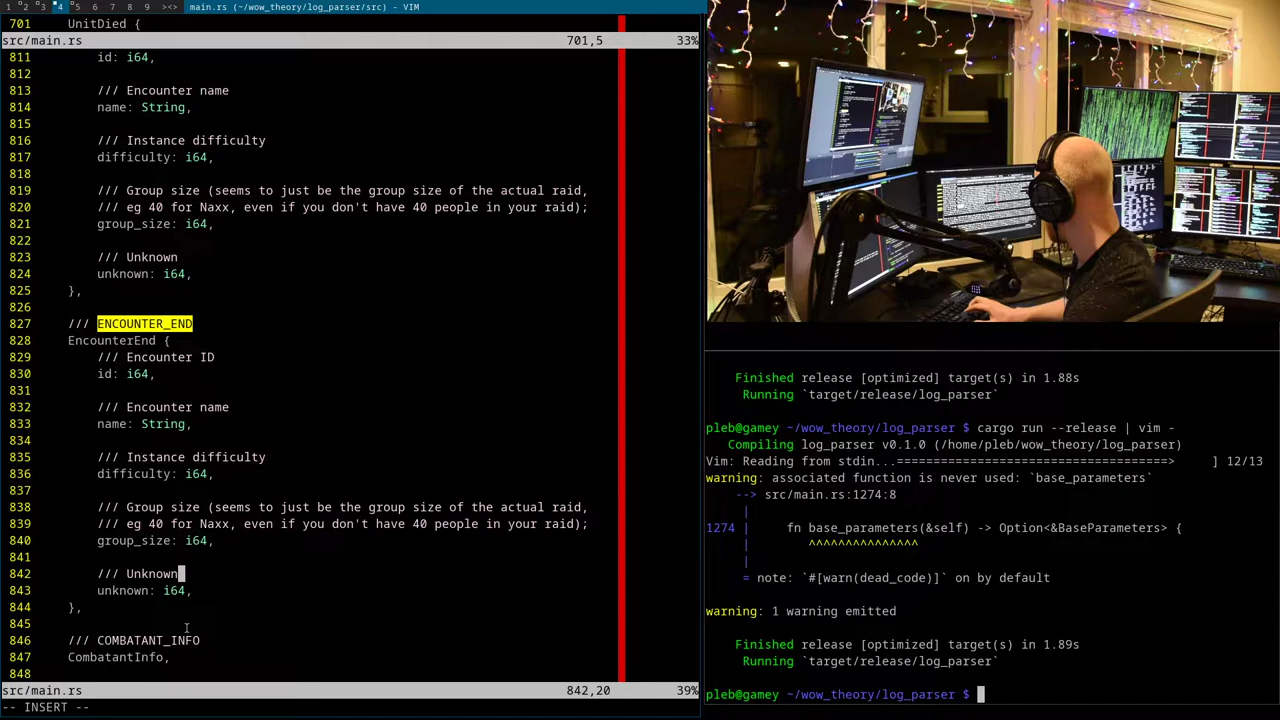 1 2 3 4 5 6 7 8 9 ><> main.rs (~/wow_theory/log_parser/src) - VIM
701 UnitDied {
src/main.rs 701,5 33%
811 id: i64,
812
813 /// Encounter name
814 name: String,
815
816 /// Instance difficulty
817 difficulty: i64,
818
819 /// Group size (seems to just be the group size of the actual raid,
820 /// eg 40 for Naxx, even if you don't have 40 people in your raid);
821 group_size: i64,
822
823 /// Unknown
824 unknown: i64,
825 },
826
827 /// ENCOUNTER_END
828 EncounterEnd {
829 /// Encounter ID
830 id: i64,
831
832 /// Encounter name
833 name: String,
834
835 /// Instance difficulty
836 difficulty: i64,
837
838 /// Group size (seems to just be the group size of the actual raid,
839 /// eg 40 for Naxx, even if you don't have 40 people in your raid);
840 group_size: i64,
841
842 /// Unknown
843 unknown: i64,
844 },
845
846 /// COMBATANT_INFO
847 CombatantInfo,
848
src/main.rs 842,20 39%
-- INSERT --
Finished release [optimized] target(s) in 1.88s
Running `target/release/log_parser`
pleb@gamey ~/wow_theory/log_parser $ cargo run --release | vim -
Compiling log_parser v0.1.0 (/home/pleb/wow_theory/log_parser)
Vim: Reading from stdin...===================================> ] 12/13
warning: associated function is never used: `base_parameters`
--> src/main.rs:1274:8
|
1274 | fn base_parameters(&self) -> Option<&BaseParameters> {
| ^^^^^^^^^^^^^^^
|
= note: `#[warn(dead_code)]` on by default
warning: 1 warning emitted
Finished release [optimized] target(s) in 1.89s
Running `target/release/log_parser`
pleb@gamey ~/wow_theory/log_parser $